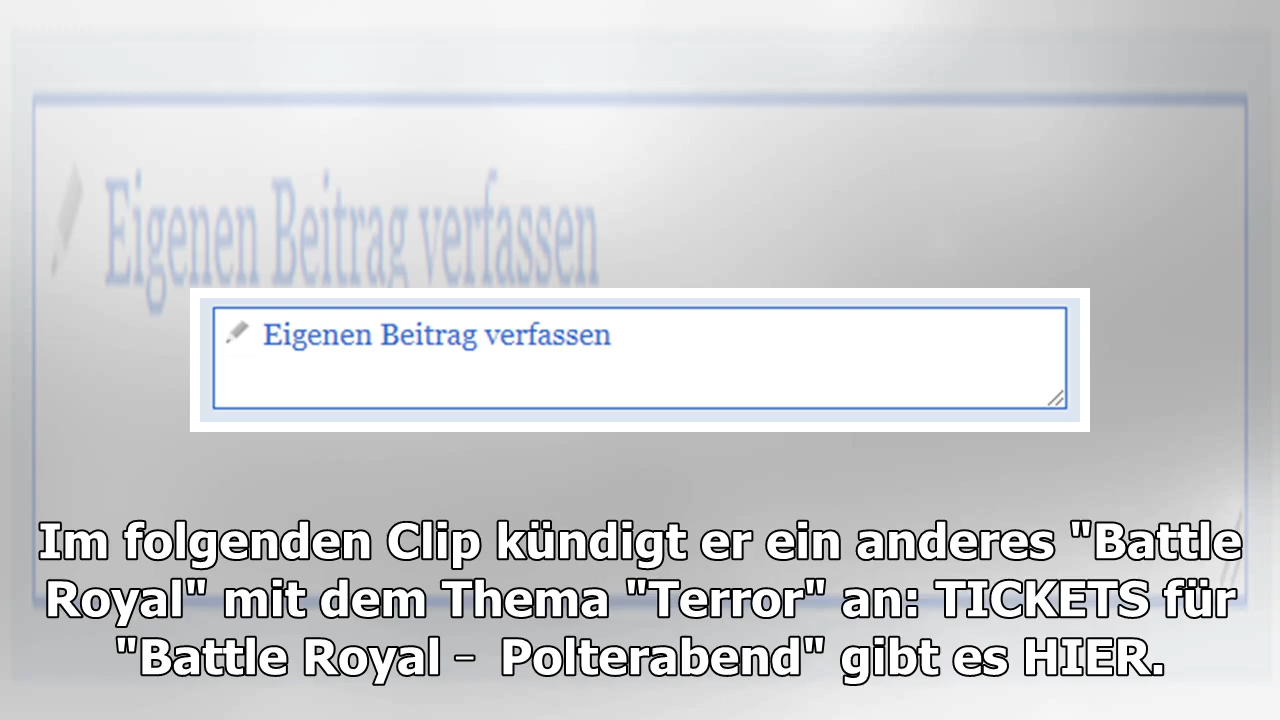 Eigenen Beitrag verfassen
Eigenen Beitrag verfassen
Im folgenden Clip kündigt er ein anderes "Battle
Royal" mit dem Thema "Terror" an: TICKETS für
"Battle Royal - Polterabend" gibt es HIER.